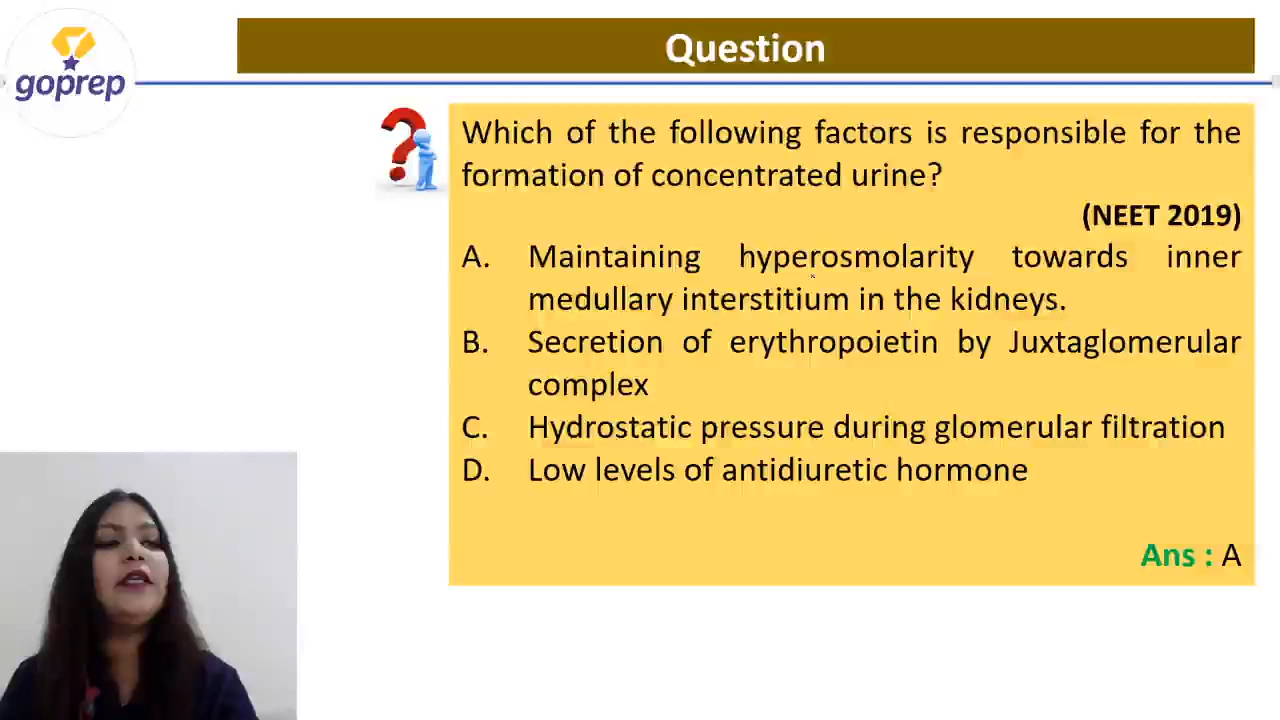 Question
goprep
Which of the following factors is responsible for the
formation of concentrated urine?
(NEET 2019)
A. Maintaining hyperosmolarity towards inner
medullary interstitium in the kidneys.
B. Secretion of erythropoietin by Juxtaglomerular
complex
C. Hydrostatic pressure during glomerular filtration
D. Low levels of antidiuretic hormone
Ans : A